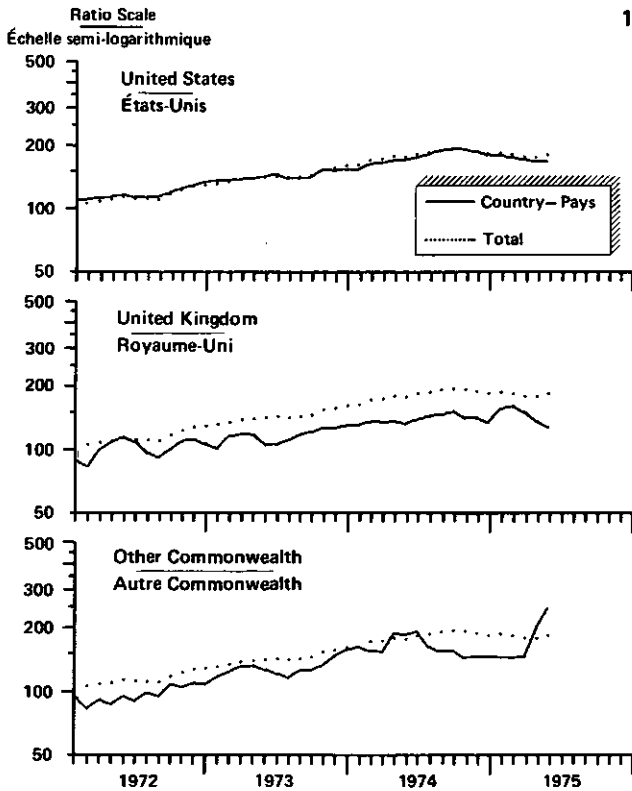 Ratio Scale
Échelle semi-logarithmique
1
500
United States
États-Unis
300
200
100
50
Country–Pays
Total
500
United Kingdom
Royaume-Uni
300
200
100
50
500
Other Commonwealth
Autre Commonwealth
300
200
100
50
1972 1973 1974 1975